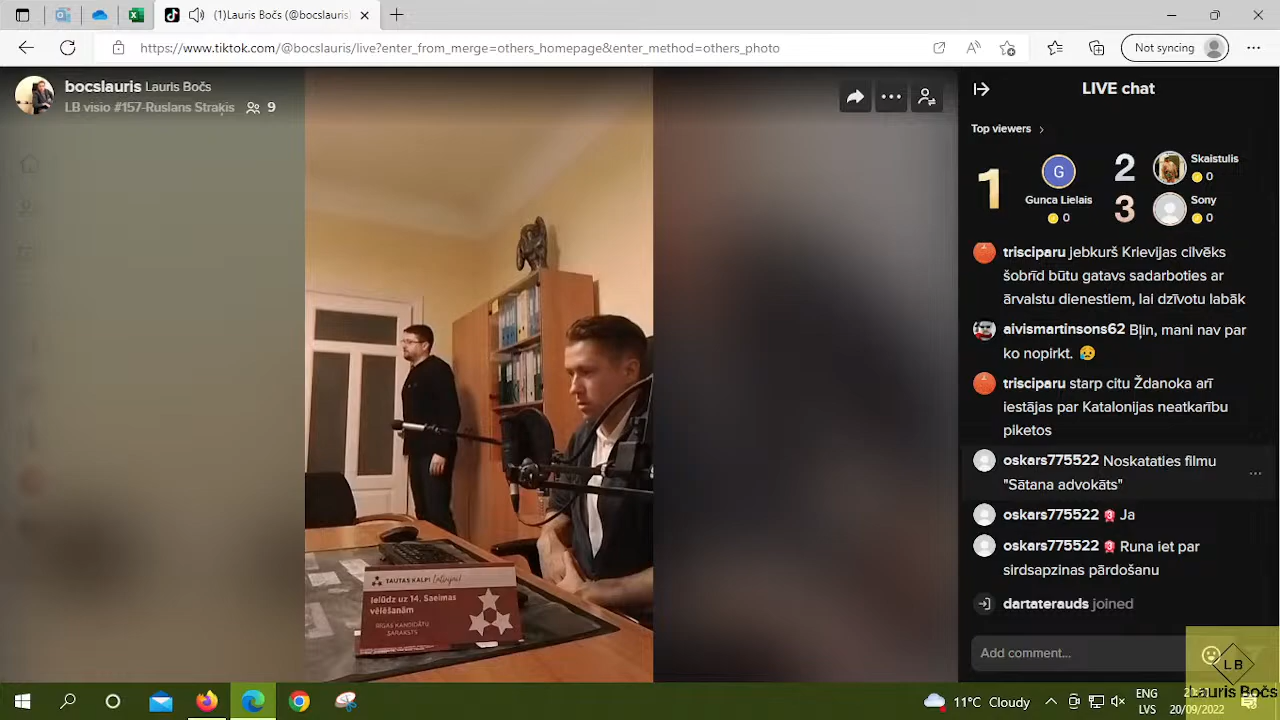 (1)Lauris Bočs (@bocslauris)
https://www.tiktok.com/@bocslauris/live?enter_from_merge=others_homepage&enter_method=others_photo
Not syncing
bocslauris Lauris Bočs
LB visio #157-Ruslans Straķis 9
LIVE chat
Top viewers
1 G Gunca Lielais 0
2 Skaistulis 0
3 Sony 0
trisciparu jebkurš Krievijas cilvēks
šobrīd būtu gatavs sadarboties ar
ārvalstu dienestiem, lai dzīvotu labāk
aivismartinsons62 Bļin, mani nav par
ko nopirkt. 😥
trisciparu starp citu Ždanoka arī
iestājas par Katalonijas neatkarību
piketos
oskars775522 Noskataties filmu
"Sātana advokāts"
oskars775522 Ja
oskars775522 Runa iet par
sirdsapzinas pārdošanu
dartaterauds joined
Add comment...
TAUTAS KALPI Latvijai
Ielūdz uz 14. Saeimas
vēlēšanām
RĪGAS KANDIDĀTU
SARAKSTS
LB
Lauris Bočs
11°C Cloudy
ENG
LVS
20/09/2022